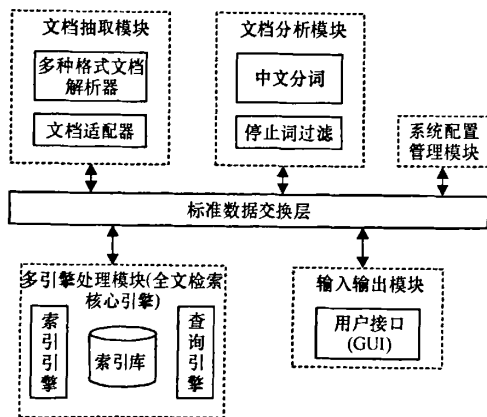 文档抽取模块
多种格式文档
解析器
文档适配器
文档分析模块
中文分词
停止词过滤
系统配置
管理模块
标准数据交换层
多引擎处理模块(全文检索
核心引擎)
索引引擎
索引库
查询引擎
输入输出模块
用户接口
(GUI)